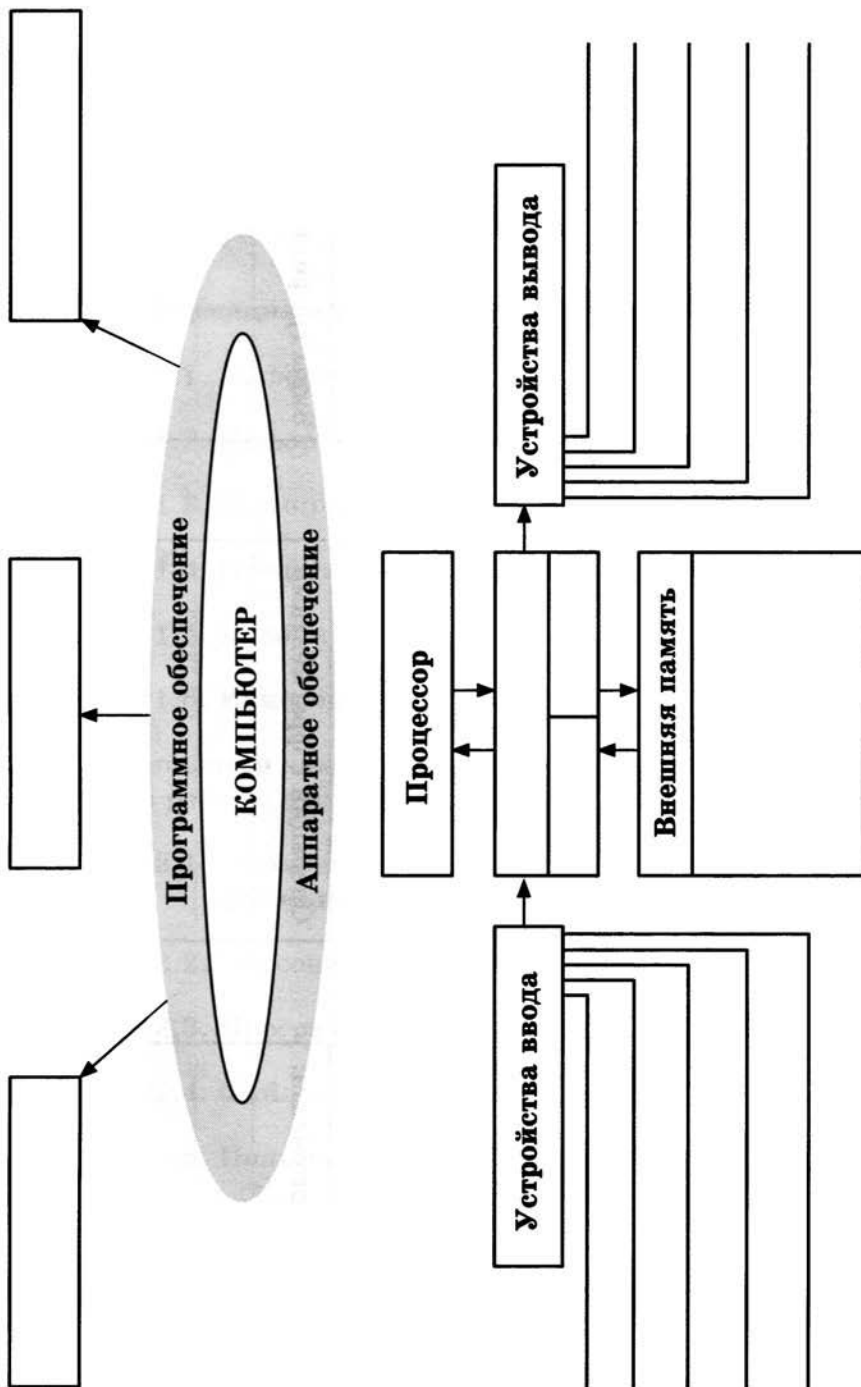 Программное обеспечение
КОМПЬЮТЕР
Аппаратное обеспечение
Процессор
Устройства ввода
Устройства вывода
Внешняя память